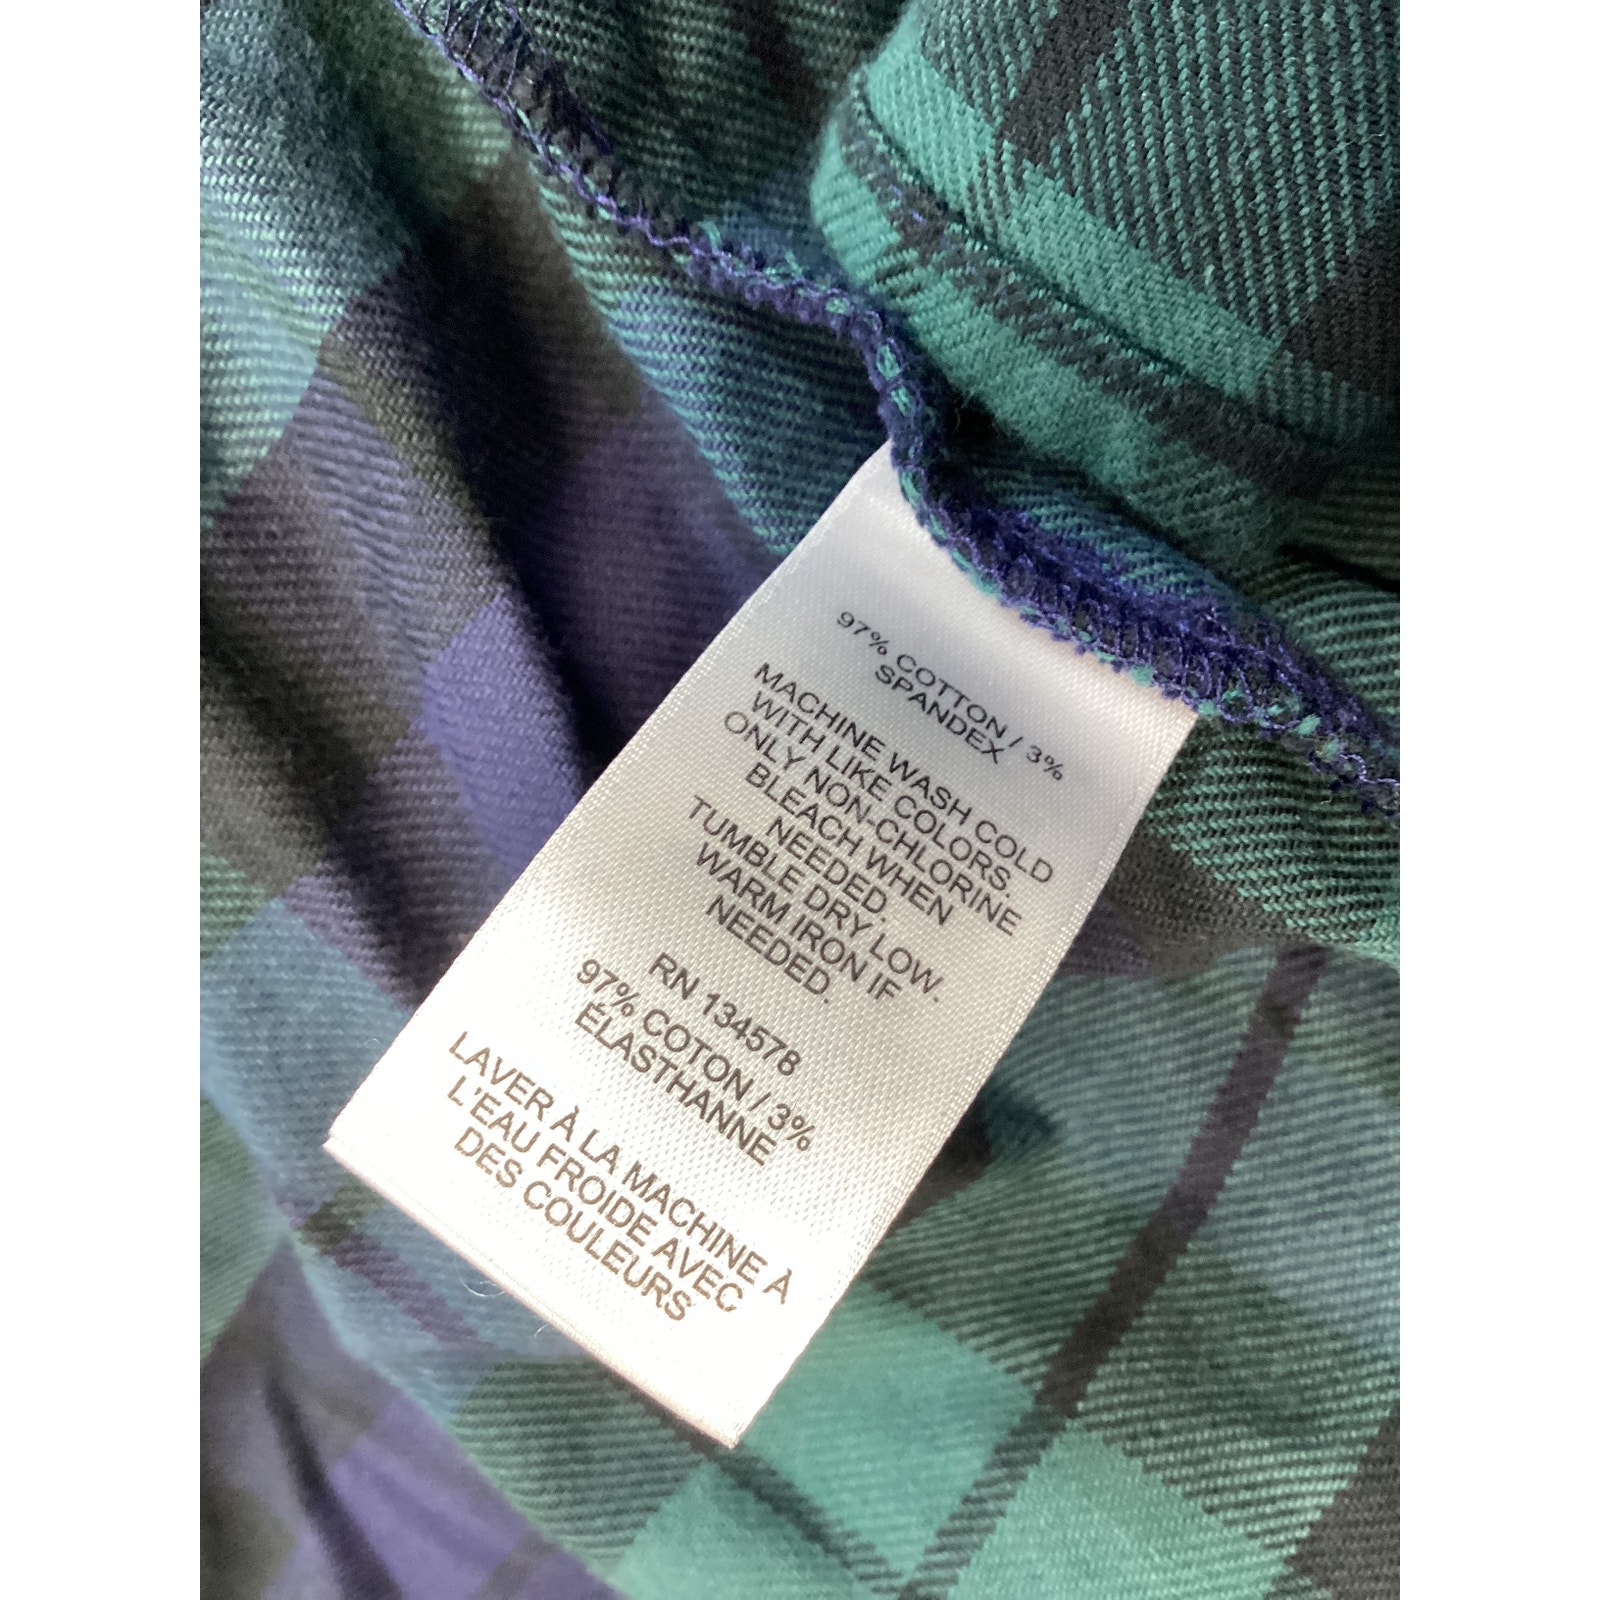 97% COTTON / 3%
SPANDEX
MACHINE WASH COLD
WITH LIKE COLORS.
ONLY NON-CHLORINE
BLEACH WHEN
NEEDED.
TUMBLE DRY LOW.
WARM IRON IF
NEEDED.
RN 134578
97% COTON / 3%
ÉLASTHANNE
LAVER À LA MACHINE À
L'EAU FROIDE AVEC
DES COULEURS